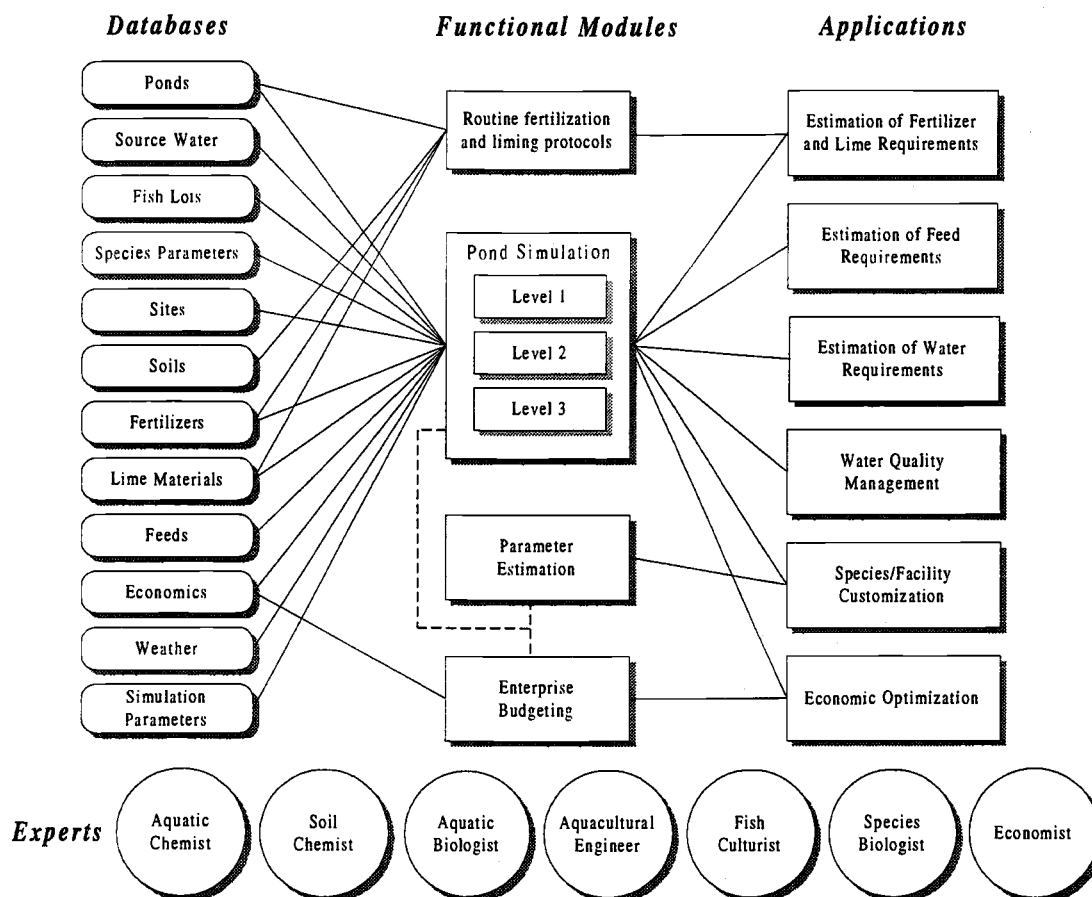 Databases
Functional Modules
Applications
Ponds
Source Water
Fish Lots
Species Parameters
Sites
Soils
Fertilizers
Lime Materials
Feeds
Economics
Weather
Simulation
Parameters
Routine fertilization
and liming protocols
Pond Simulation
Level 1
Level 2
Level 3
Parameter
Estimation
Enterprise
Budgeting
Estimation of Fertilizer
and Lime Requirements
Estimation of Feed
Requirements
Estimation of Water
Requirements
Water Quality
Management
Species/Facility
Customization
Economic Optimization
Experts
Aquatic
Chemist
Soil
Chemist
Aquatic
Biologist
Aquacultural
Engineer
Fish
Culturist
Species
Biologist
Economist